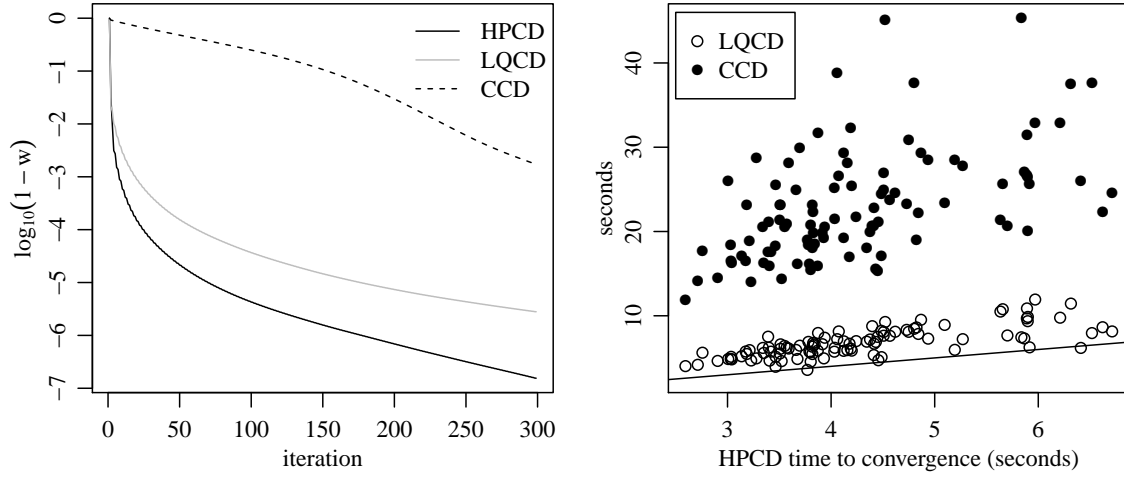 0
−1
−2
−3
−4
−5
−6
−7
log10(1 − w)
0 50 100 150 200 250 300
iteration
HPCD
LQCD
CCD
40
30
20
10
seconds
3 4 5 6
HPCD time to convergence (seconds)
LQCD
CCD